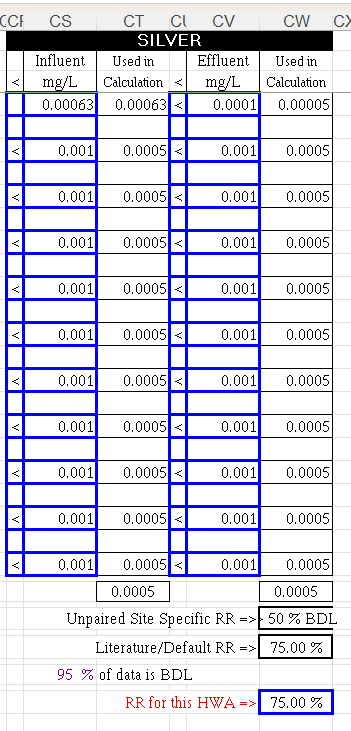 CS CT CV CW CX
SILVER
Influent Used in Effluent Used in
< mg/L Calculation < mg/L Calculation
0.00063 0.00063 < 0.0001 0.00005
< 0.001 0.0005 < 0.001 0.0005
< 0.001 0.0005 < 0.001 0.0005
< 0.001 0.0005 < 0.001 0.0005
< 0.001 0.0005 < 0.001 0.0005
< 0.001 0.0005 < 0.001 0.0005
< 0.001 0.0005 < 0.001 0.0005
< 0.001 0.0005 < 0.001 0.0005
< 0.001 0.0005 < 0.001 0.0005
< 0.001 0.0005 < 0.001 0.0005
< 0.001 0.0005 < 0.001 0.0005
0.0005 0.0005
Unpaired Site Specific RR => 50 % BDL
Literature/Default RR => 75.00 %
95 % of data is BDL
RR for this HWA => 75.00 %